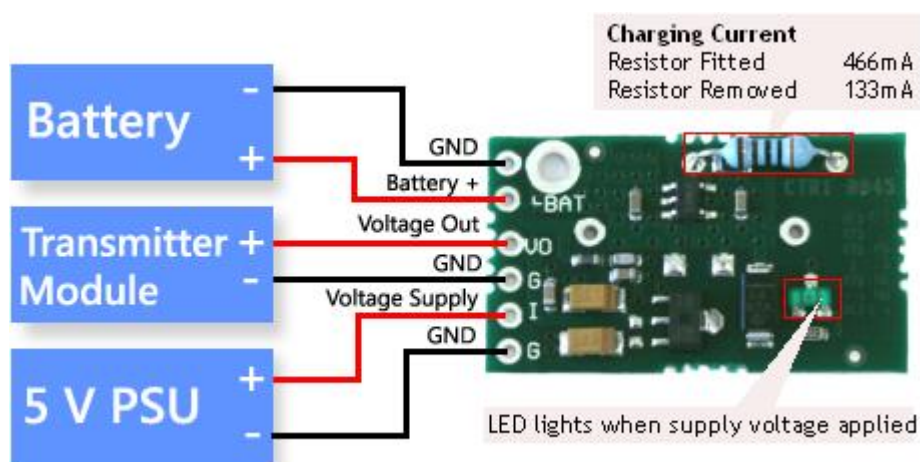 Charging Current
Resistor Fitted 466mA
Resistor Removed 133mA
Battery
-
+
GND
Battery +
Voltage Out
GND
Voltage Supply
GND
Transmitter
Module
+
-
5 V PSU
+
-
BAT
VO
G
I
G
LED lights when supply voltage applied